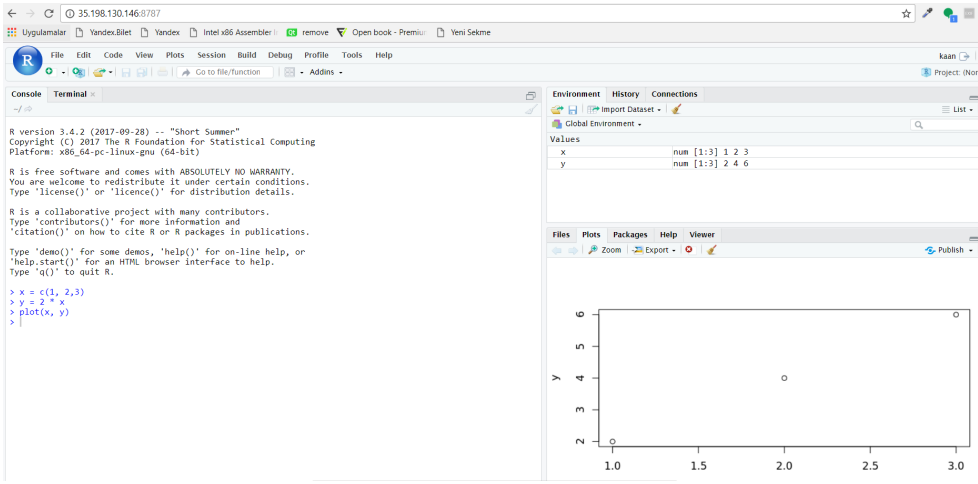 35.198.130.146:8787
Uygulamalar Yandex.Bilet Yandex Intel x86 Assembler I remove Open book - Premiu Yeni Sekme
File Edit Code View Plots Session Build Debug Profile Tools Help kaan
R
Go to file/function Addins Project: (Nor
Console Terminal
~/
R version 3.4.2 (2017-09-28) -- "Short Summer"
Copyright (C) 2017 The R Foundation for Statistical Computing
Platform: x86_64-pc-linux-gnu (64-bit)
R is free software and comes with ABSOLUTELY NO WARRANTY.
You are welcome to redistribute it under certain conditions.
Type 'license()' or 'licence()' for distribution details.
R is a collaborative project with many contributors.
Type 'contributors()' for more information and
'citation()' on how to cite R or R packages in publications.
Type 'demo()' for some demos, 'help()' for on-line help, or
'help.start()' for an HTML browser interface to help.
Type 'q()' to quit R.
> x = c(1, 2,3)
> y = 2 * x
> plot(x, y)
>
Environment History Connections
Import Dataset List
Global Environment
Values
x num [1:3] 1 2 3
y num [1:3] 2 4 6
Files Plots Packages Help Viewer
Zoom Export Publish
6
5
4
3
2
y
1.0 1.5 2.0 2.5 3.0